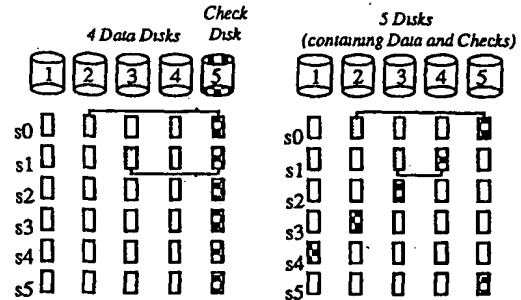 4 Data Disks
Check
Disk
1 2 3 4 5
s0
s1
s2
s3
s4
s5
5 Disks
(containing Data and Checks)
1 2 3 4 5
s0
s1
s2
s3
s4
s5